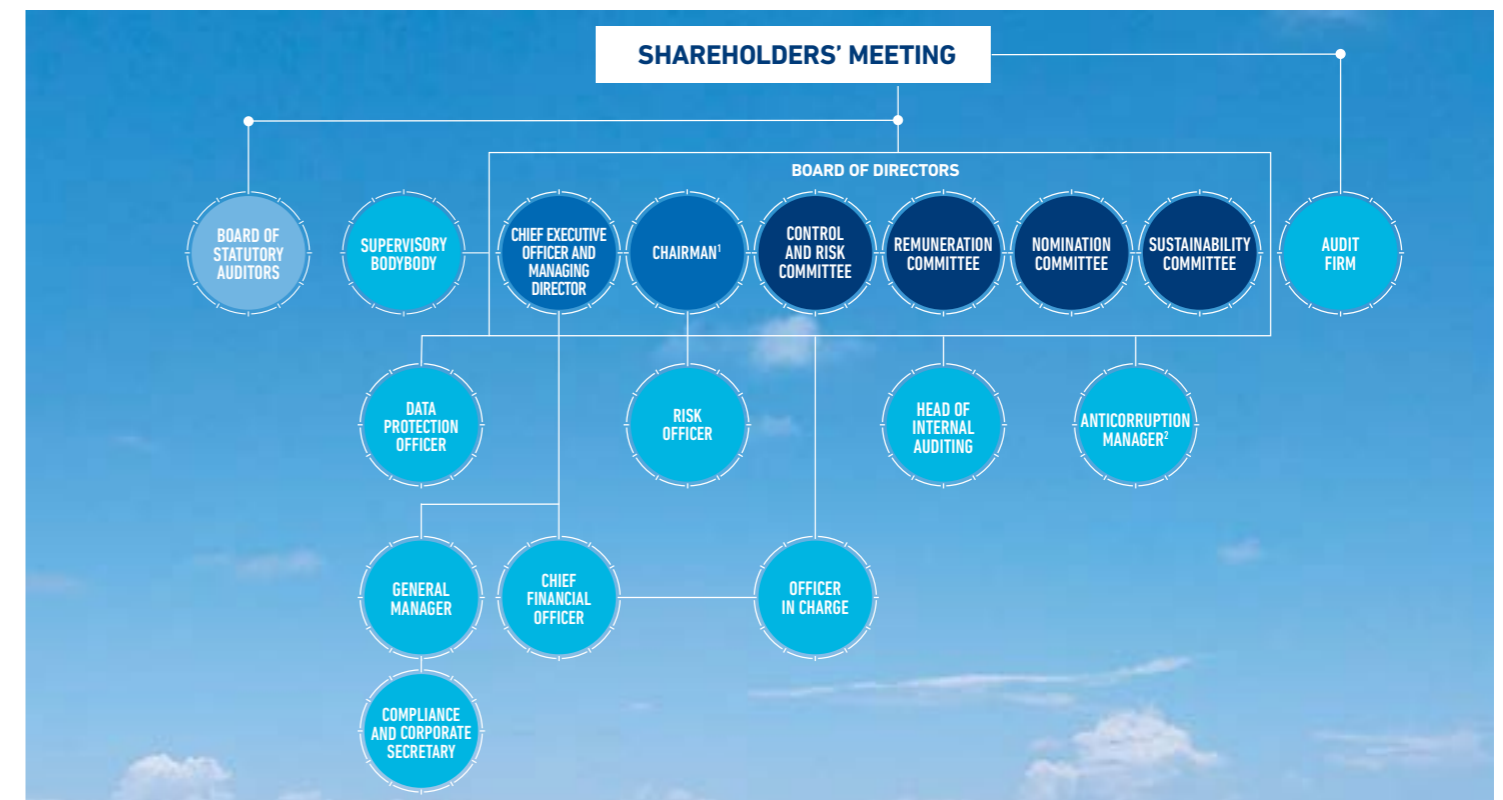 SHAREHOLDERS' MEETING
BOARD OF DIRECTORS
BOARD OF
STATUTORY
AUDITORS
SUPERVISORY
BODYBODY
CHIEF EXECUTIVE
OFFICER AND
MANAGING
DIRECTOR
CHAIRMAN¹
CONTROL
AND RISK
COMMITTEE
REMUNERATION
COMMITTEE
NOMINATION
COMMITTEE
SUSTAINABILITY
COMMITTEE
AUDIT
FIRM
DATA
PROTECTION
OFFICER
RISK
OFFICER
HEAD OF
INTERNAL
AUDITING
ANTICORRUPTION
MANAGER²
GENERAL
MANAGER
CHIEF
FINANCIAL
OFFICER
OFFICER
IN CHARGE
COMPLIANCE
AND CORPORATE
SECRETARY